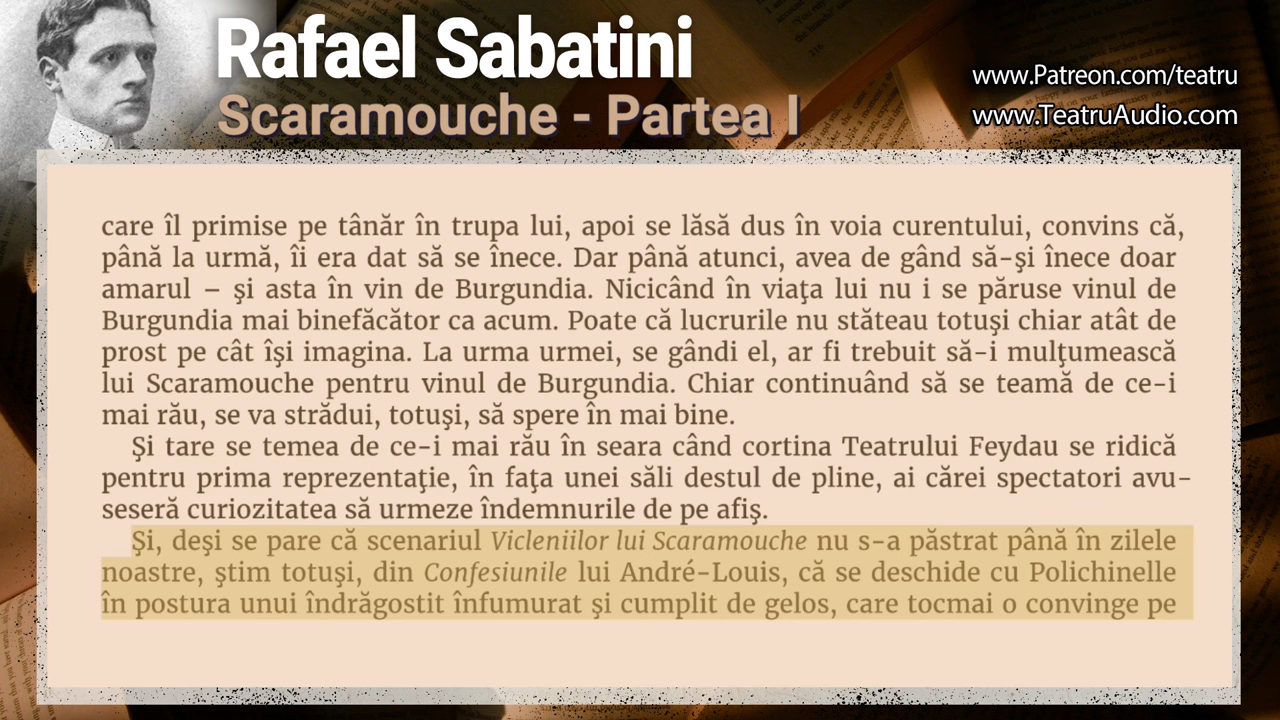 Rafael Sabatini
Scaramouche - Partea I
www.Patreon.com/teatru
www.TeatruAudio.com
care îl primise pe tânăr în trupa lui, apoi se lăsă dus în voia curentului, convins că,
până la urmă, îi era dat să se înece. Dar până atunci, avea de gând să-şi înece doar
amarul – şi asta în vin de Burgundia. Nicicând în viaţa lui nu i se păruse vinul de
Burgundia mai binefăcător ca acum. Poate că lucrurile nu stăteau totuşi chiar atât de
prost pe cât îşi imagina. La urma urmei, se gândi el, ar fi trebuit să-i mulţumească
lui Scaramouche pentru vinul de Burgundia. Chiar continuând să se teamă de ce-i
mai rău, se va strădui, totuşi, să spere în mai bine.
Şi tare se temea de ce-i mai rău în seara când cortina Teatrului Feydau se ridică
pentru prima reprezentaţie, în faţa unei săli destul de pline, ai cărei spectatori avu-
seseră curiozitatea să urmeze îndemnurile de pe afiş.
Şi, deşi se pare că scenariul Vicleniilor lui Scaramouche nu s-a păstrat până în zilele
noastre, ştim totuşi, din Confesiunile lui André-Louis, că se deschide cu Polichinelle
în postura unui îndrăgostit înfumurat şi cumplit de gelos, care tocmai o convinge pe